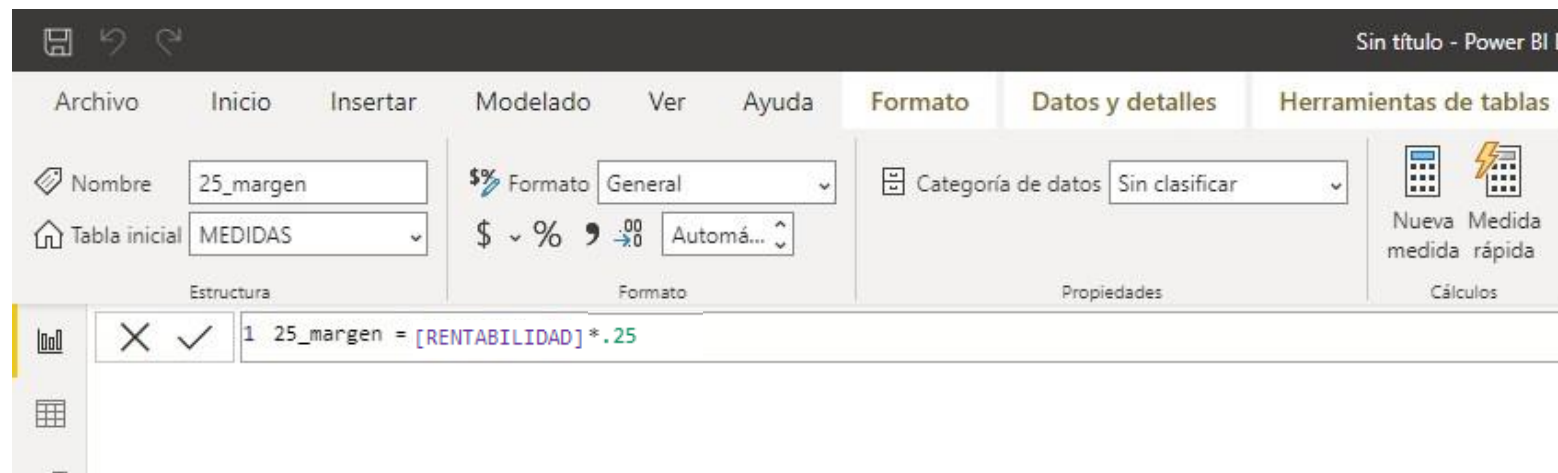 Sin título - Power BI
Archivo Inicio Insertar Modelado Ver Ayuda Formato Datos y detalles Herramientas de tablas
Nombre 25_margen $% Formato General Categoría de datos Sin clasificar
Tabla inicial MEDIDAS $ % , .00 →0 Automá... Nueva medida Medida rápida
Estructura Formato Propiedades Cálculos
1 25_margen = [RENTABILIDAD]*.25